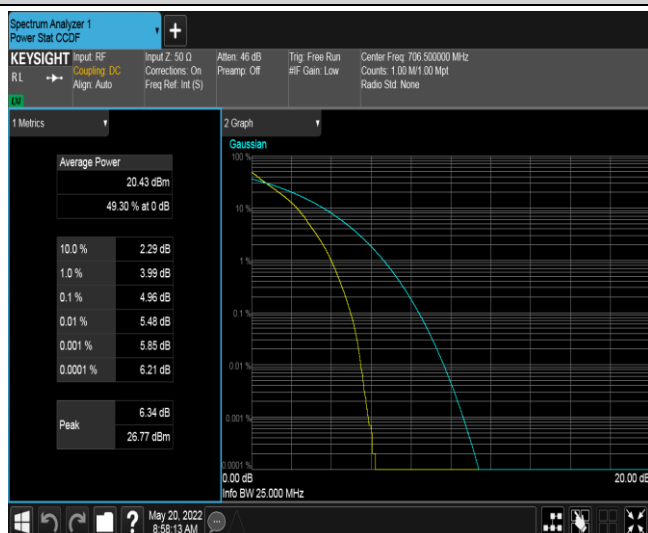 Spectrum Analyzer 1
Power Stat CCDF
+
KEYSIGHT
RL
Input: RF
Coupling: DC
Align: Auto
Input Z: 50 Ω
Corrections: On
Freq Ref: Int (S)
Atten: 46 dB
Preamp: Off
Trig: Free Run
#IF Gain: Low
Center Freq: 706.500000 MHz
Counts: 1.00 M/1.00 Mpt
Radio Std: None
1 Metrics
Average Power
20.43 dBm
49.30 % at 0 dB
10.0 % 2.29 dB
1.0 % 3.99 dB
0.1 % 4.96 dB
0.01 % 5.48 dB
0.001 % 5.85 dB
0.0001 % 6.21 dB
Peak
6.34 dB
26.77 dBm
2 Graph
Gaussian
100 %
10 %
1 %
0.1 %
0.01 %
0.001 %
0.0001 %
0.00 dB
20.00 dB
Info BW 25.000 MHz
?
May 20, 2022
8:58:13 AM